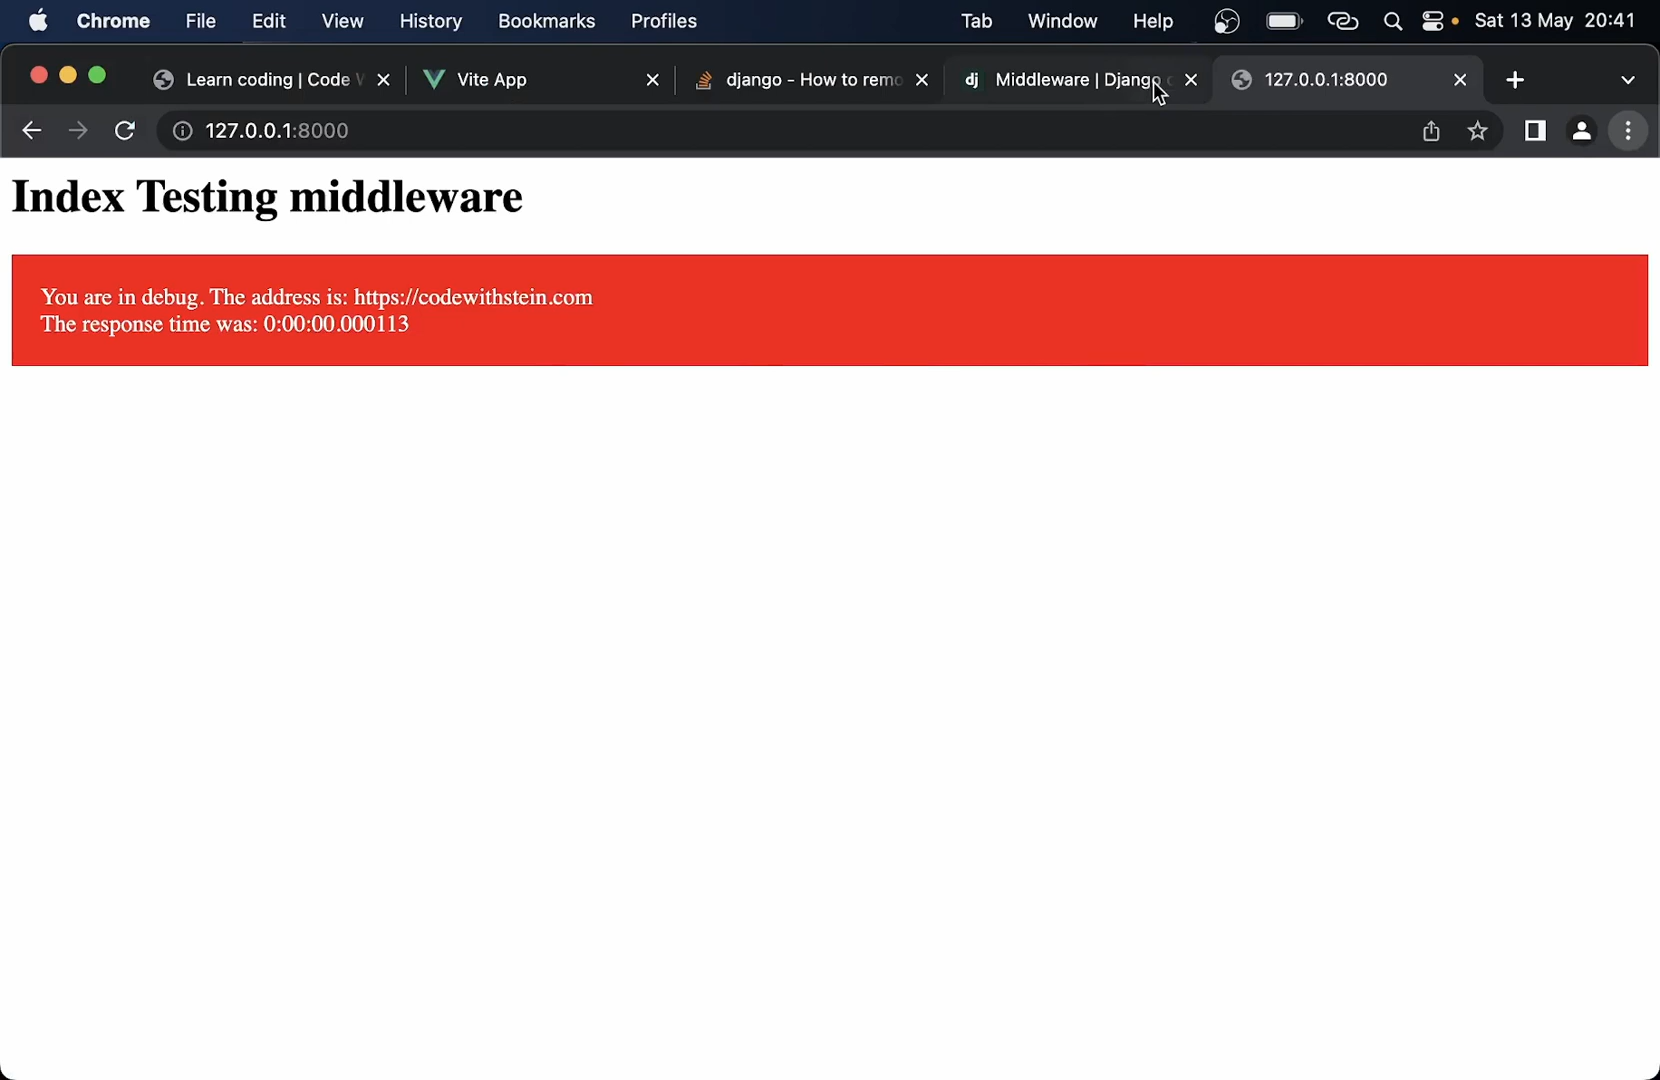 Chrome File Edit View History Bookmarks Profiles Tab Window Help Sat 13 May 20:41
Learn coding | Code Vite App django - How to remo dj Middleware | Django 127.0.0.1:8000
127.0.0.1:8000
Index Testing middleware
You are in debug. The address is: https://codewithstein.com
The response time was: 0:00:00.000113